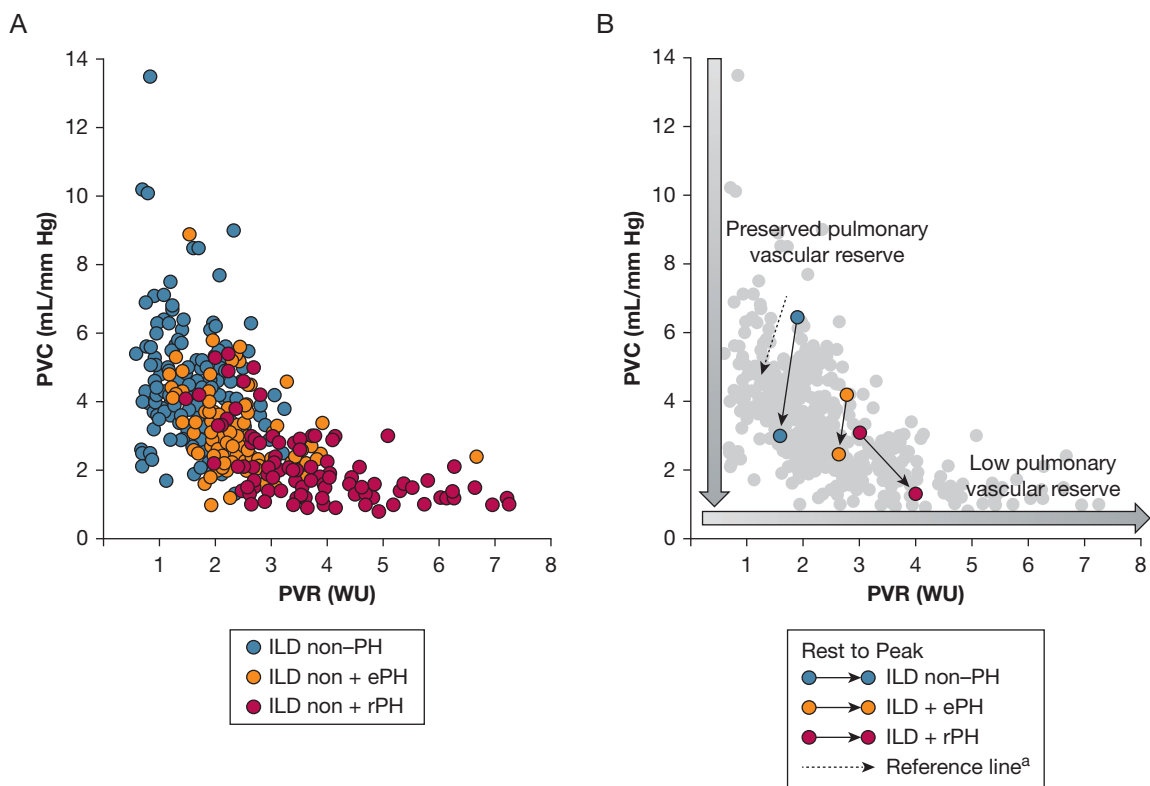 A
14
12
10
8
6
4
2
0
PVC (mL/mm Hg)
1 2 3 4 5 6 7 8
PVR (WU)
ILD non–PH
ILD non + ePH
ILD non + rPH
B
14
12
10
8
6
4
2
0
PVC (mL/mm Hg)
Preserved pulmonary
vascular reserve
Low pulmonary
vascular reserve
1 2 3 4 5 6 7 8
PVR (WU)
Rest to Peak
ILD non–PH
ILD + ePH
ILD + rPH
Reference lineᵃ